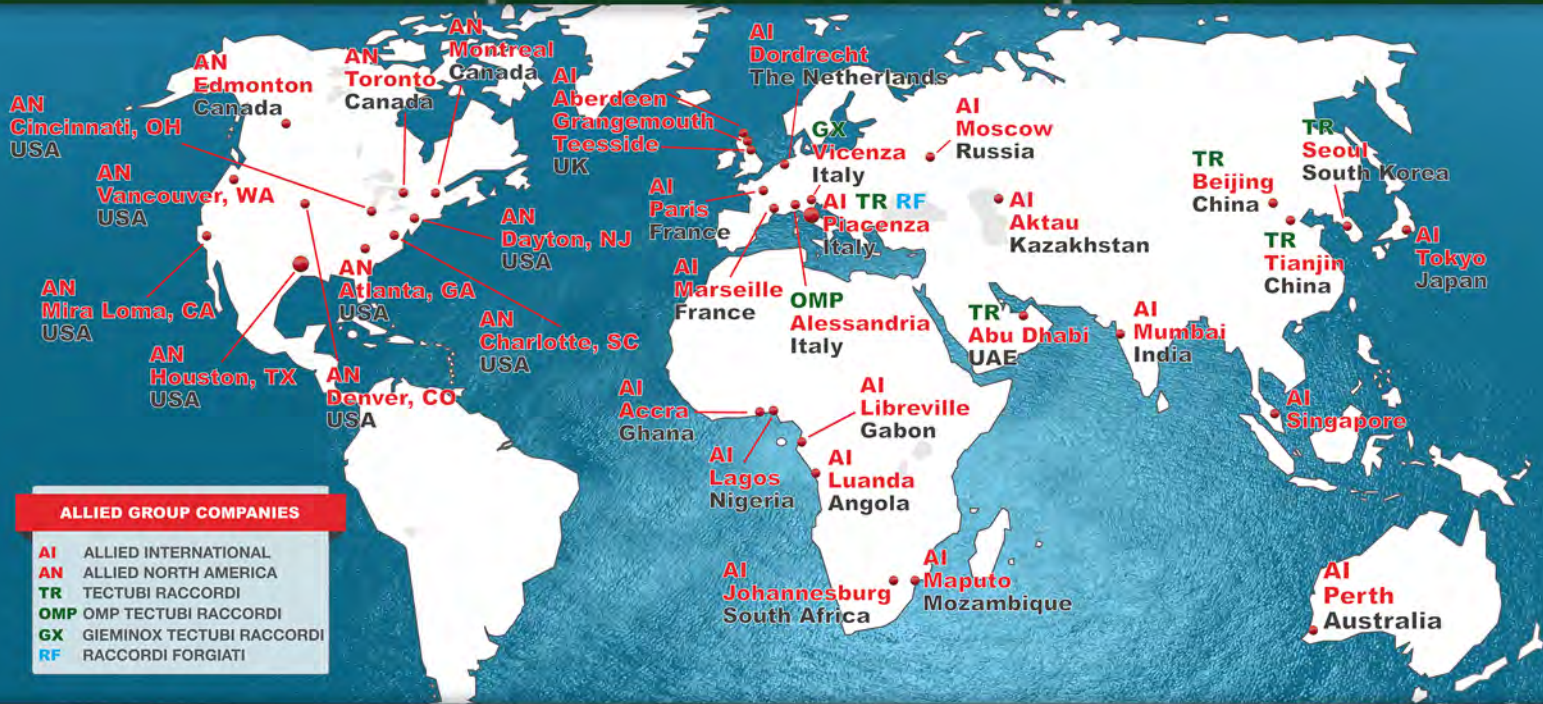 AN
Edmonton
Canada
AN
Toronto
Canada
AN
Montreal
Canada
AN
Cincinnati, OH
USA
AN
Vancouver, WA
USA
AN
Mira Loma, CA
USA
AN
Houston, TX
USA
AN
Denver, CO
USA
AN
Atlanta, GA
USA
AN
Dayton, NJ
USA
AN
Charlotte, SC
USA
AI
Aberdeen
Grangemouth
Teesside
UK
AI
Dordrecht
The Netherlands
GX
Vicenza
Italy
AI
Paris
France
AI TR RF
Piacenza
Italy
AI
Marseille
France
OMP
Alessandria
Italy
AI
Moscow
Russia
AI
Aktau
Kazakhstan
TR
Beijing
China
TR
Seoul
South Korea
TR
Tianjin
China
AI
Tokyo
Japan
TR
Abu Dhabi
UAE
AI
Mumbai
India
AI
Singapore
AI
Accra
Ghana
AI
Lagos
Nigeria
AI
Libreville
Gabon
AI
Luanda
Angola
AI
Johannesburg
South Africa
AI
Maputo
Mozambique
AI
Perth
Australia
ALLIED GROUP COMPANIES
AI ALLIED INTERNATIONAL
AN ALLIED NORTH AMERICA
TR TECTUBI RACCORDI
OMP OMP TECTUBI RACCORDI
GX GIEMINOX TECTUBI RACCORDI
RF RACCORDI FORGIATI